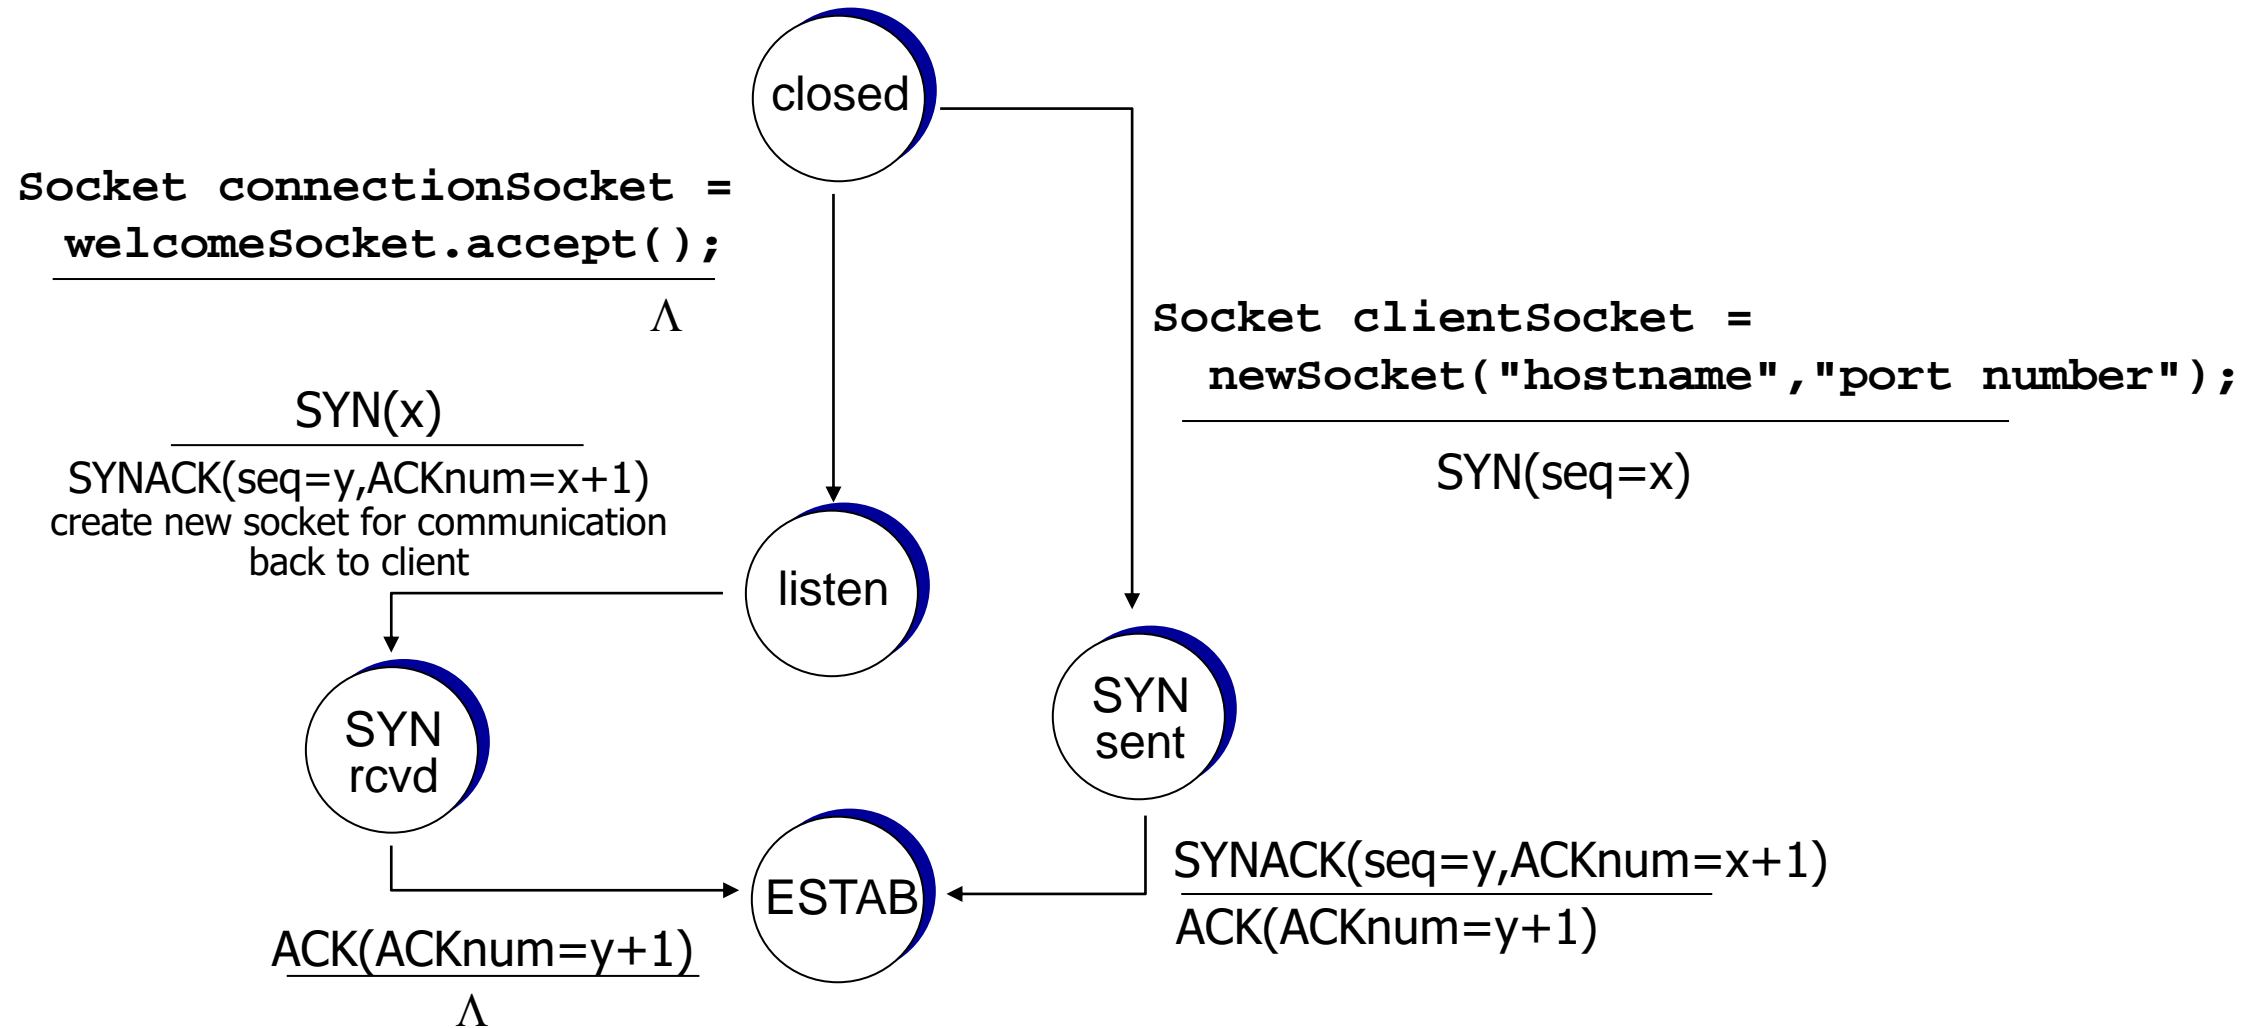 closed
Socket connectionSocket =
welcomeSocket.accept();
Λ
Socket clientSocket =
newSocket("hostname","port number");
SYN(seq=x)
SYN(x)
SYNACK(seq=y,ACKnum=x+1)
create new socket for communication
back to client
listen
SYN
rcvd
SYN
sent
ESTAB
SYNACK(seq=y,ACKnum=x+1)
ACK(ACKnum=y+1)
ACK(ACKnum=y+1)
Λ